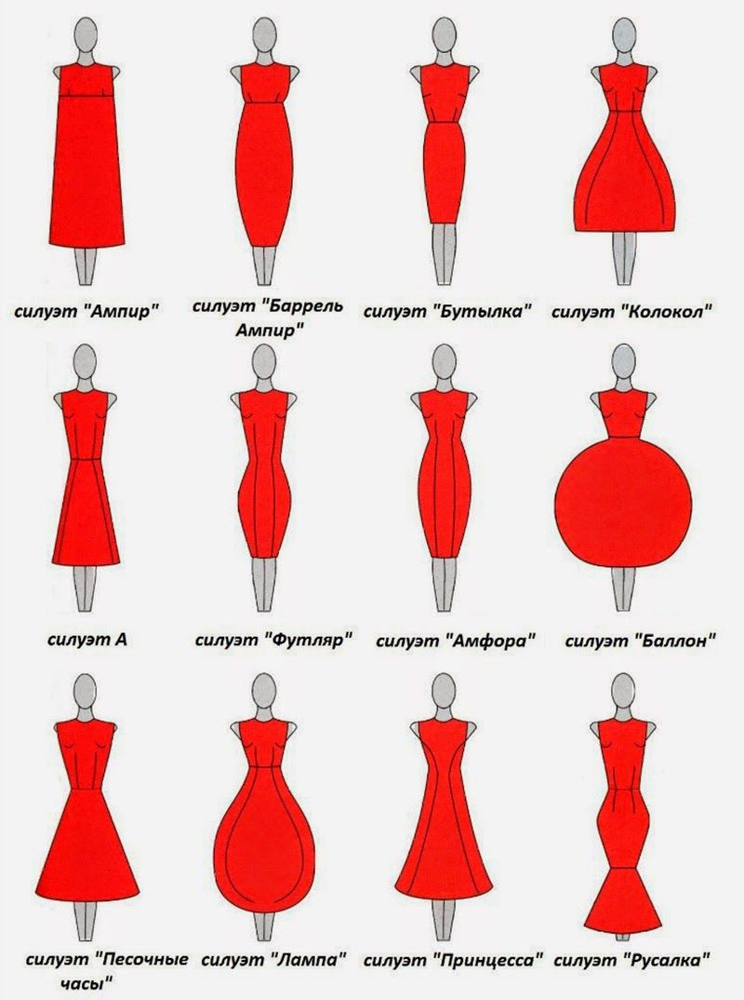 силуэт "Ампир"
силуэт "Баррель
Ампир"
силуэт "Бутылка"
силуэт "Колокол"
силуэт А
силуэт "Футляр"
силуэт "Амфора"
силуэт "Баллон"
силуэт "Песочные
часы"
силуэт "Лампа"
силуэт "Принцесса"
силуэт "Русалка"